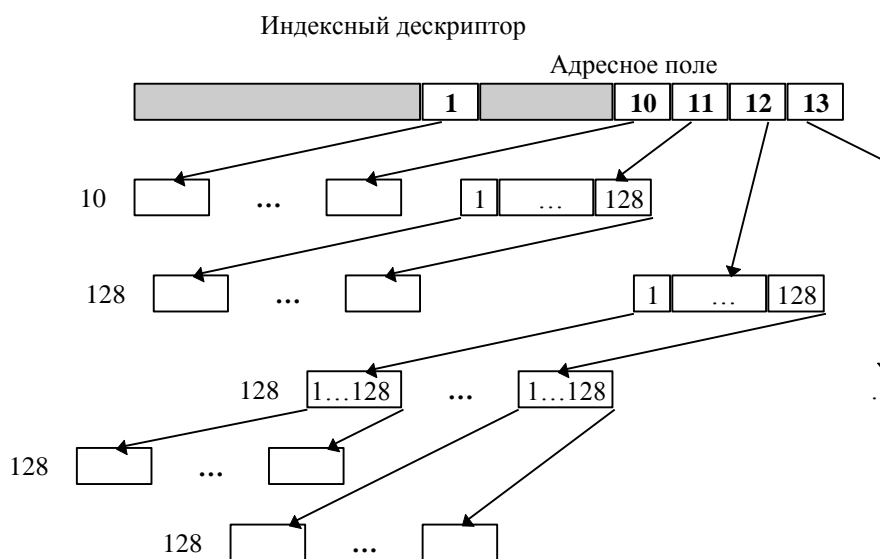 Индексный дескриптор
Адресное поле
1 10 11 12 13
10 ... 1 ... 128
128 ... 1 ... 128
128 1...128 ... 1...128
128 ...
128 ...